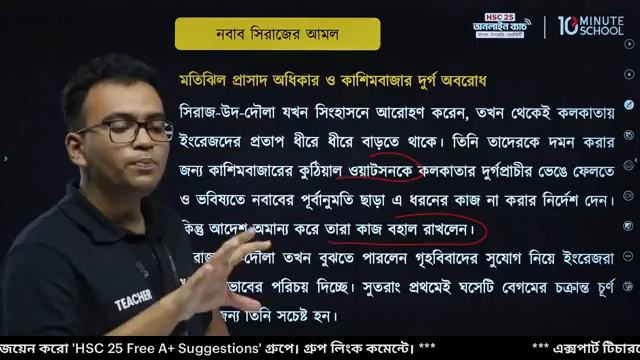 নবাব সিরাজের আমল
HSC 25
অনলাইন ব্যাচ
10 MINUTE SCHOOL
মতিঝিল প্রাসাদ অধিকার ও কাশিমবাজার দুর্গ অবরোধ
সিরাজ-উদ-দৌলা যখন সিংহাসনে আরোহণ করেন, তখন থেকেই কলকাতায়
ইংরেজদের প্রতাপ ধীরে ধীরে বাড়তে থাকে। তিনি তাদেরকে দমন করার
জন্য কাশিমবাজারের কুঠিয়াল ওয়াটসনকে কলকাতার দুর্গপ্রাচীর ভেঙে ফেলতে
ও ভবিষ্যতে নবাবের পূর্বানুমতি ছাড়া এ ধরনের কাজ না করার নির্দেশ দেন।
কিন্তু আদেশ অমান্য করে তারা কাজ বহাল রাখলেন।
দৌলা তখন বুঝতে পারলেন গৃহবিবাদের সুযোগ নিয়ে ইংরেজরা
পরিচয় দিচ্ছে। সুতরাং প্রথমেই ঘসেটি বেগমের চক্রান্ত চূর্ণ
তিনি সচেষ্ট হন।
TEACHER
জয়েন করো 'HSC 25 Free A+ Suggestions' গ্রুপে। গ্রুপ লিংক কমেন্টে। *** *** এক্সপার্ট টিচারদে